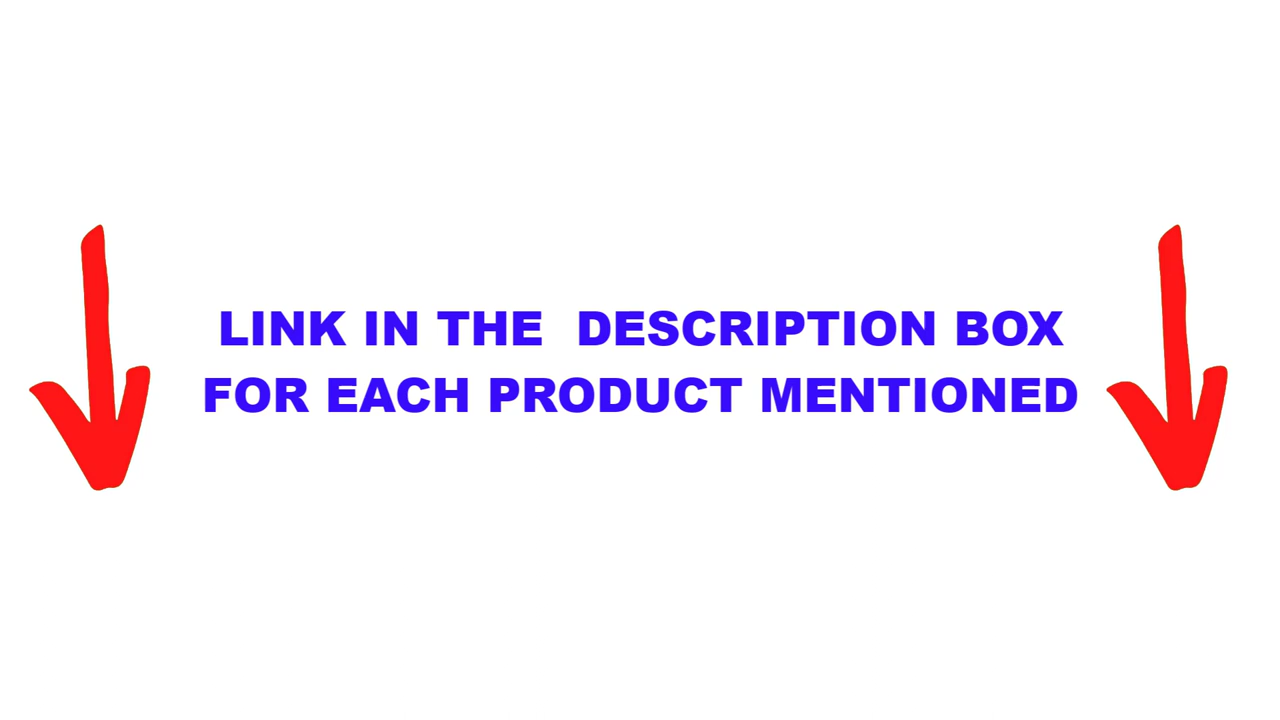 LINK IN THE  DESCRIPTION BOX
FOR EACH PRODUCT MENTIONED